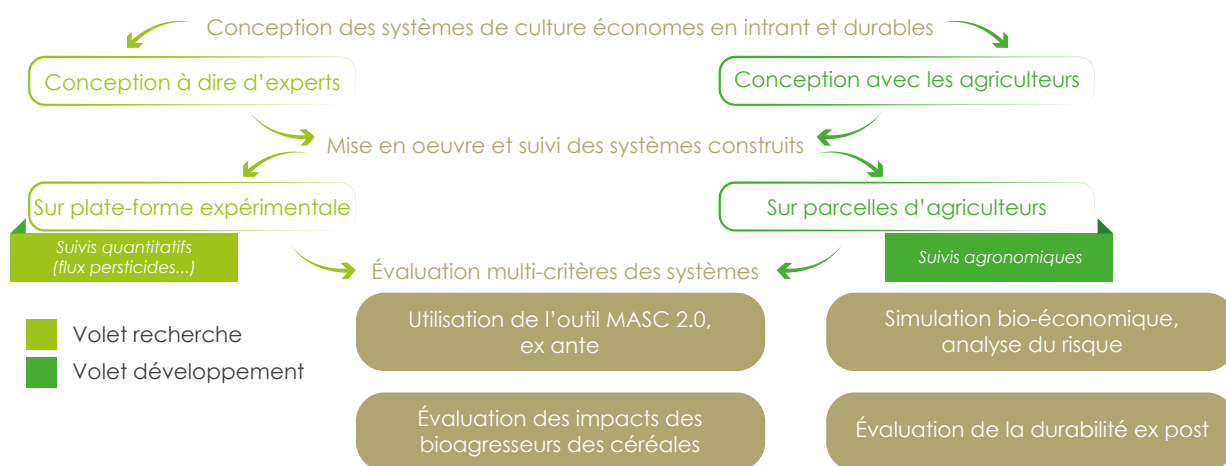 Conception des systèmes de culture économes en intrant et durables
Conception à dire d'experts
Conception avec les agriculteurs
Mise en oeuvre et suivi des systèmes construits
Sur plate-forme expérimentale
Sur parcelles d'agriculteurs
Suivis quantitatifs
(flux persticides...)
Suivis agronomiques
Évaluation multi-critères des systèmes
Utilisation de l'outil MASC 2.0,
ex ante
Simulation bio-économique,
analyse du risque
Volet recherche
Volet développement
Évaluation des impacts des
bioagresseurs des céréales
Évaluation de la durabilité ex post